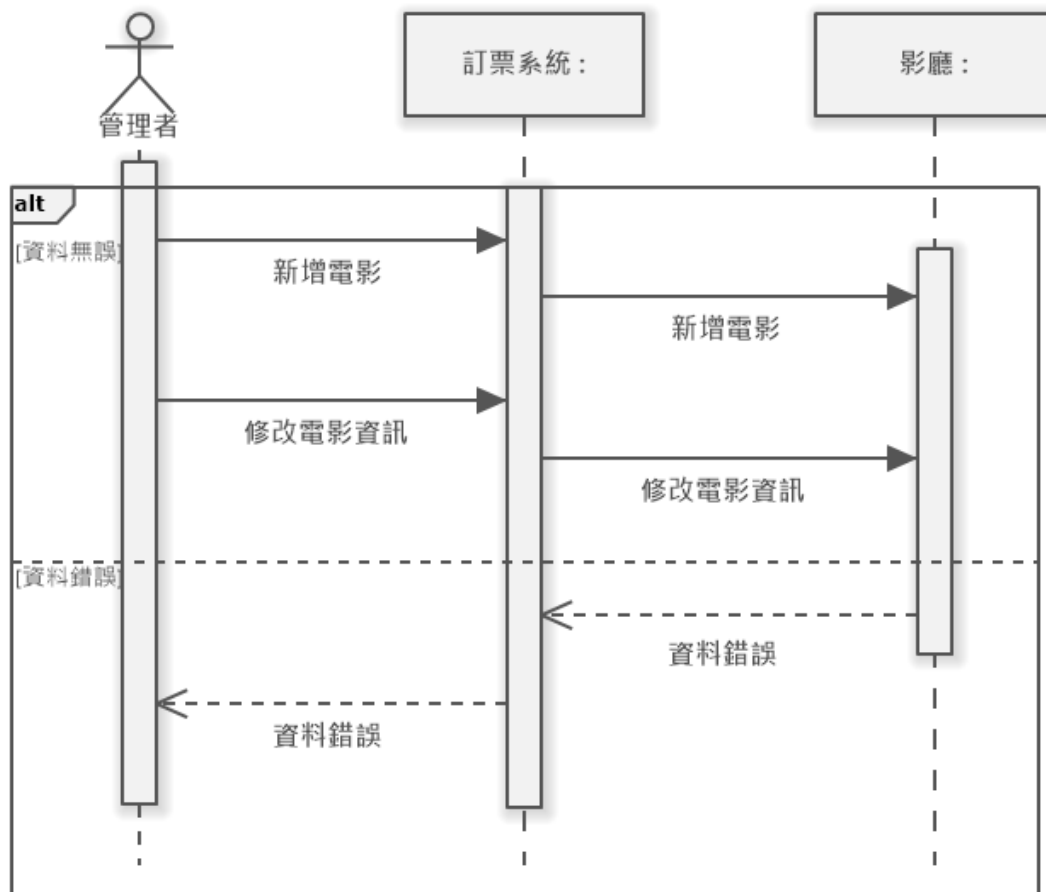 管理者
訂票系統 :
影廳 :
alt
[資料無誤]
新增電影
新增電影
修改電影資訊
修改電影資訊
[資料錯誤]
資料錯誤
資料錯誤